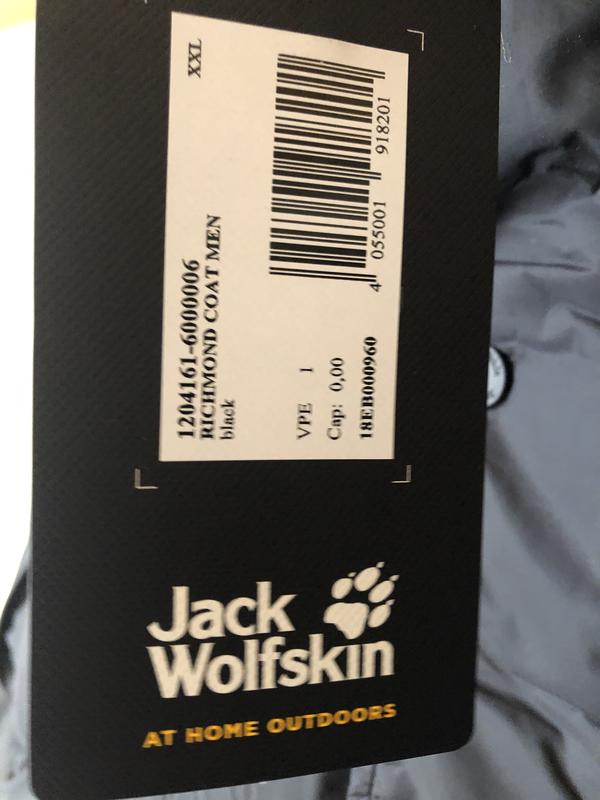 1204161-6000006 XXL
RICHMOND COAT MEN
black
VPE 1
Cap: 0,00
18EB000960
4 055001 918201
Jack
Wolfskin
AT HOME OUTDOORS